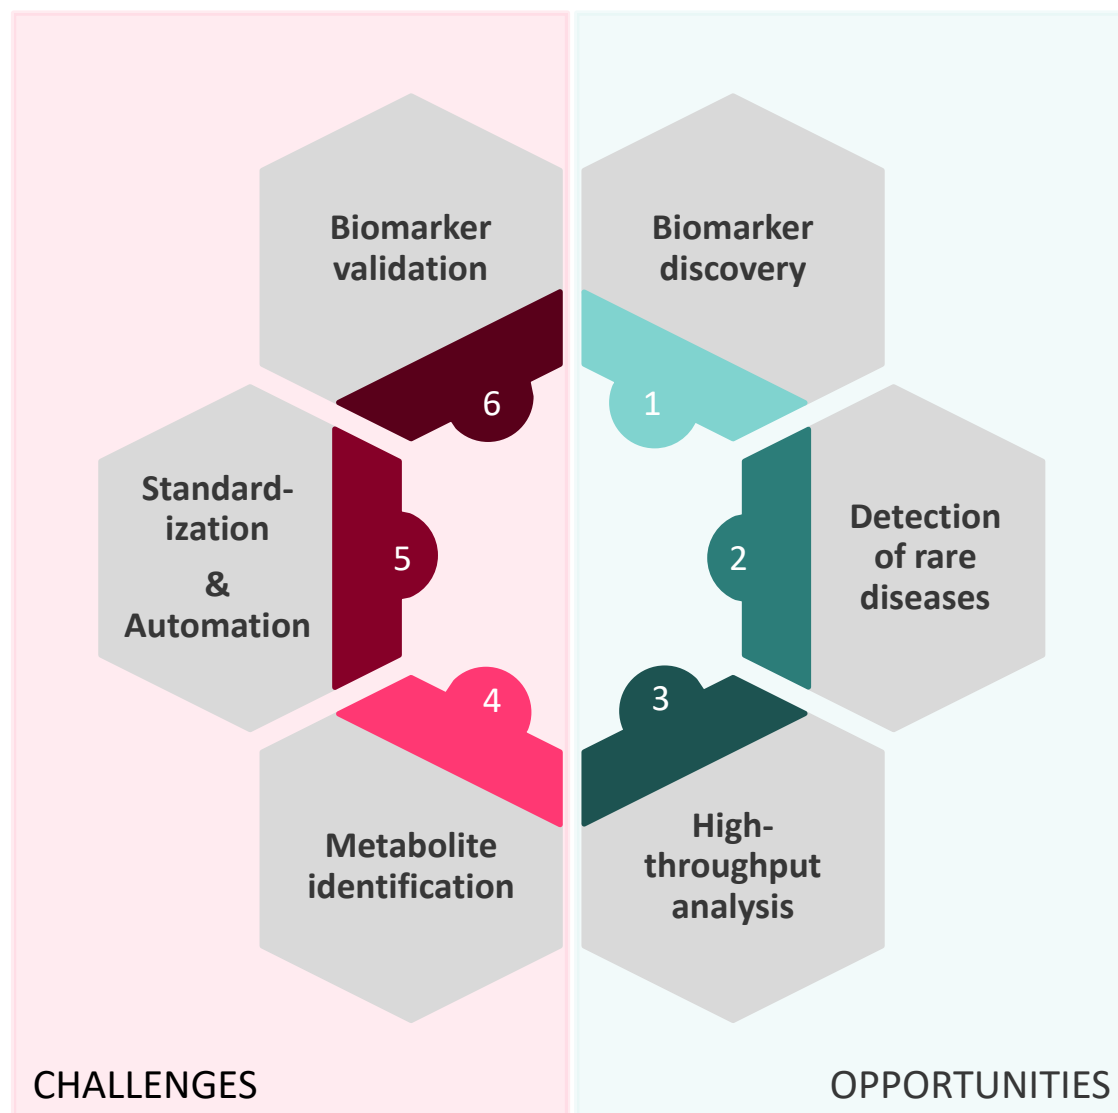 Biomarker
validation
6
Biomarker
discovery
1
Standard-
ization
&
Automation
5
Detection
of rare
diseases
2
Metabolite
identification
4
High-
throughput
analysis
3
CHALLENGES
OPPORTUNITIES